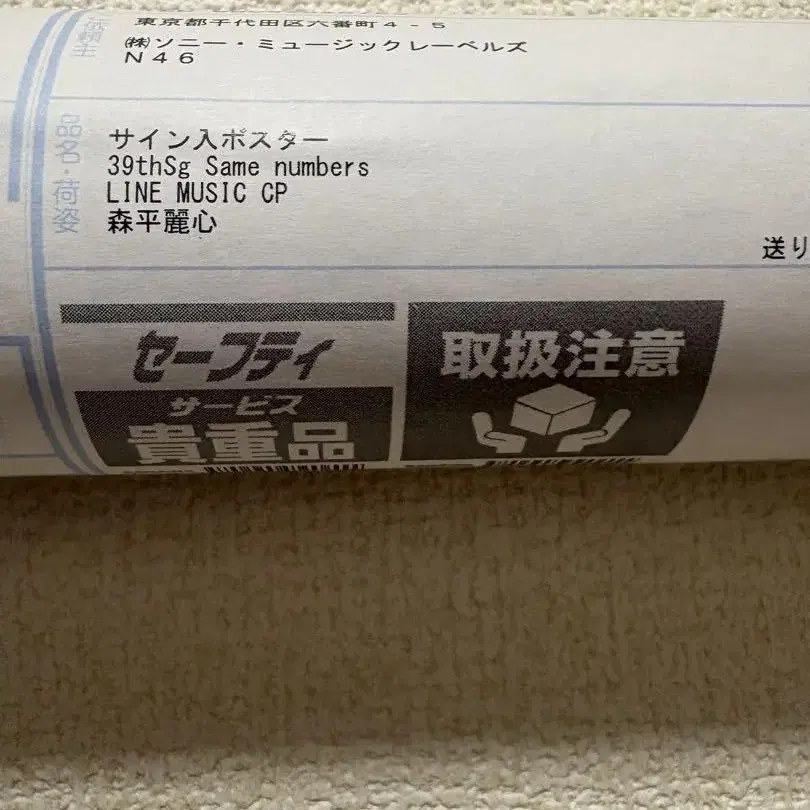 東京都千代田区六番町4-5
依頼主
㈱ソニー・ミュージックレーベルズ
N46
品名・荷姿
サイン入ポスター
39thSg Same numbers
LINE MUSIC CP
森平麗心
送り
セーフティ
サービス
貴重品
取扱注意